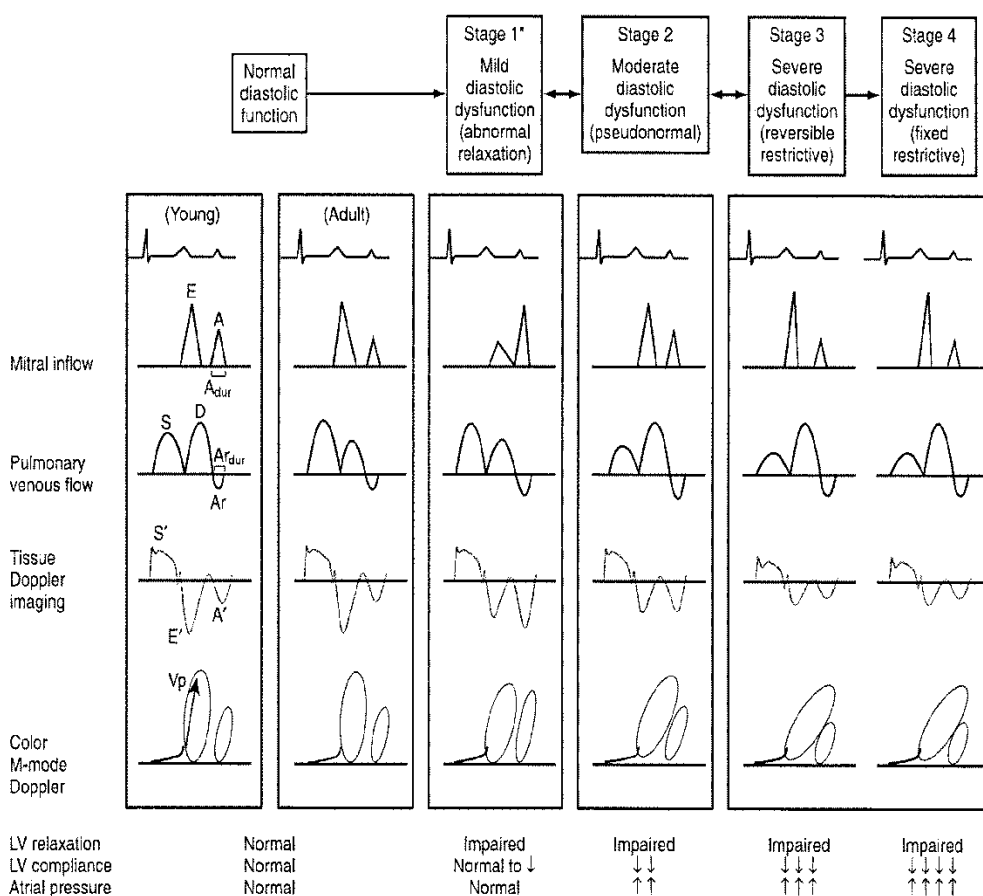 Normal
diastolic
function
Stage 1*
Mild
diastolic
dysfunction
(abnormal
relaxation)
Stage 2
Moderate
diastolic
dysfunction
(pseudonormal)
Stage 3
Severe
diastolic
dysfunction
(reversible
restrictive)
Stage 4
Severe
diastolic
dysfunction
(fixed
restrictive)
(Young)
(Adult)
Mitral inflow
E
A
Adur
Pulmonary
venous flow
S
D
Ardur
Ar
Tissue
Doppler
imaging
S'
E'
A'
Color
M-mode
Doppler
Vp
LV relaxation Normal Impaired Impaired Impaired Impaired
LV compliance Normal Normal to ↓ ↓↓ ↓↓↓ ↓↓↓↓
Atrial pressure Normal Normal ↑↑ ↑↑↑ ↑↑↑↑